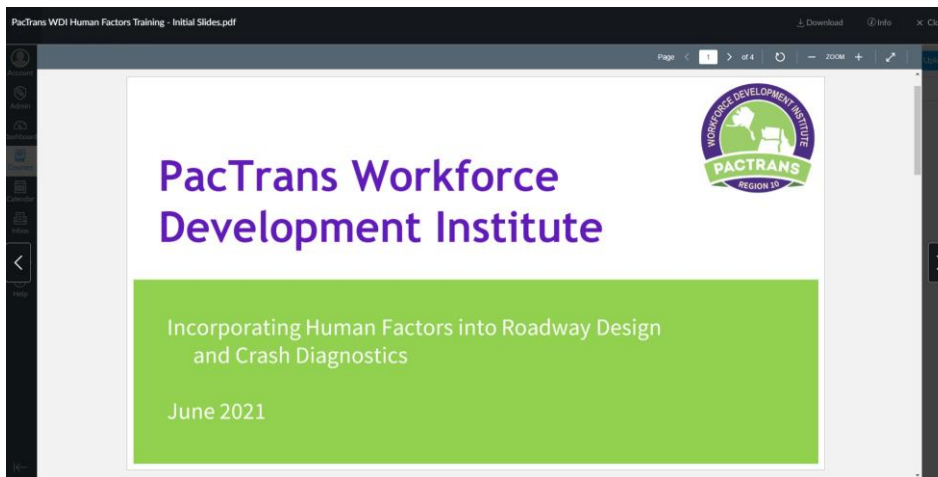 PacTrans WDI Human Factors Training - Initial Slides.pdf
Download
Info
Clo
Page 1 of 4 ZOOM
Account
Admin
Dashboard
Courses
Calendar
Inbox
Help
WORKFORCE DEVELOPMENT INSTITUTE
PACTRANS
REGION 10
PacTrans Workforce
Development Institute
Incorporating Human Factors into Roadway Design
and Crash Diagnostics
June 2021